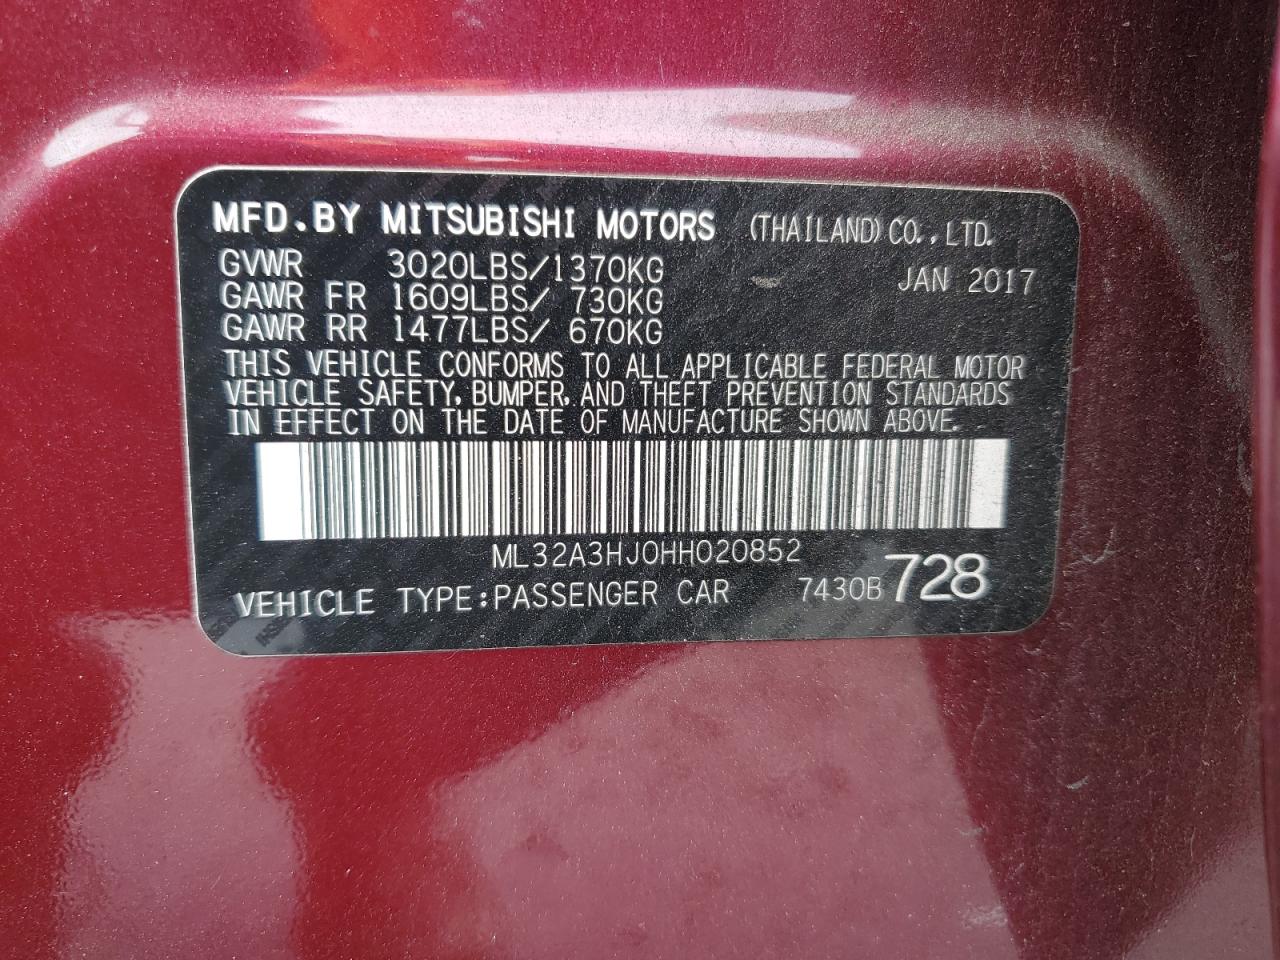 MFD.BY MITSUBISHI MOTORS (THAILAND) CO., LTD.
GVWR 3020LBS/1370KG JAN 2017
GAWR FR 1609LBS/ 730KG
GAWR RR 1477LBS/ 670KG
THIS VEHICLE CONFORMS TO ALL APPLICABLE FEDERAL MOTOR
VEHICLE SAFETY, BUMPER, AND THEFT PREVENTION STANDARDS
IN EFFECT ON THE DATE OF MANUFACTURE SHOWN ABOVE.
ML32A3HJ0HH020852
VEHICLE TYPE:PASSENGER CAR 7430B 728